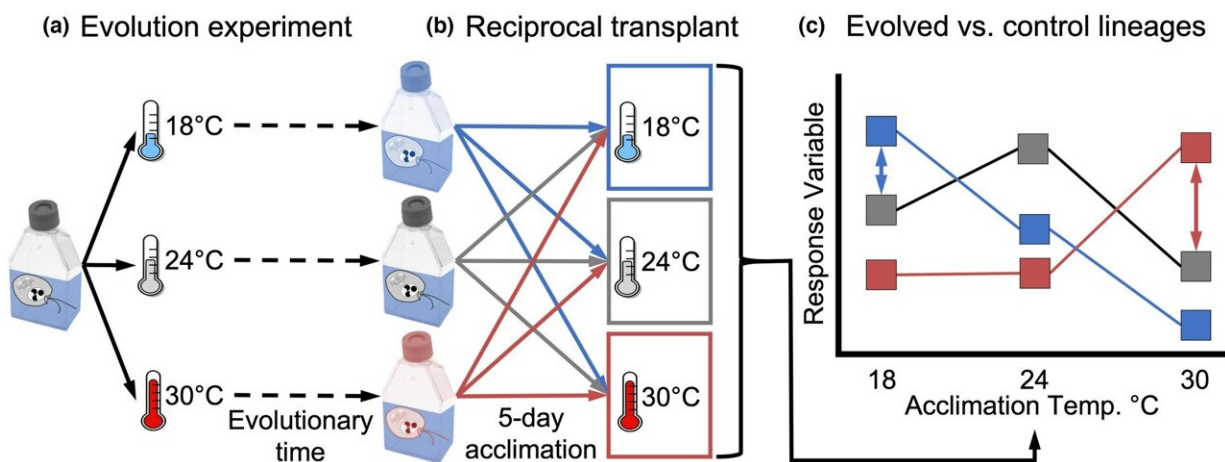 (a) Evolution experiment
18°C
24°C
30°C
Evolutionary
time
(b) Reciprocal transplant
18°C
24°C
30°C
5-day
acclimation
(c) Evolved vs. control lineages
Response Variable
18 24 30
Acclimation Temp. °C